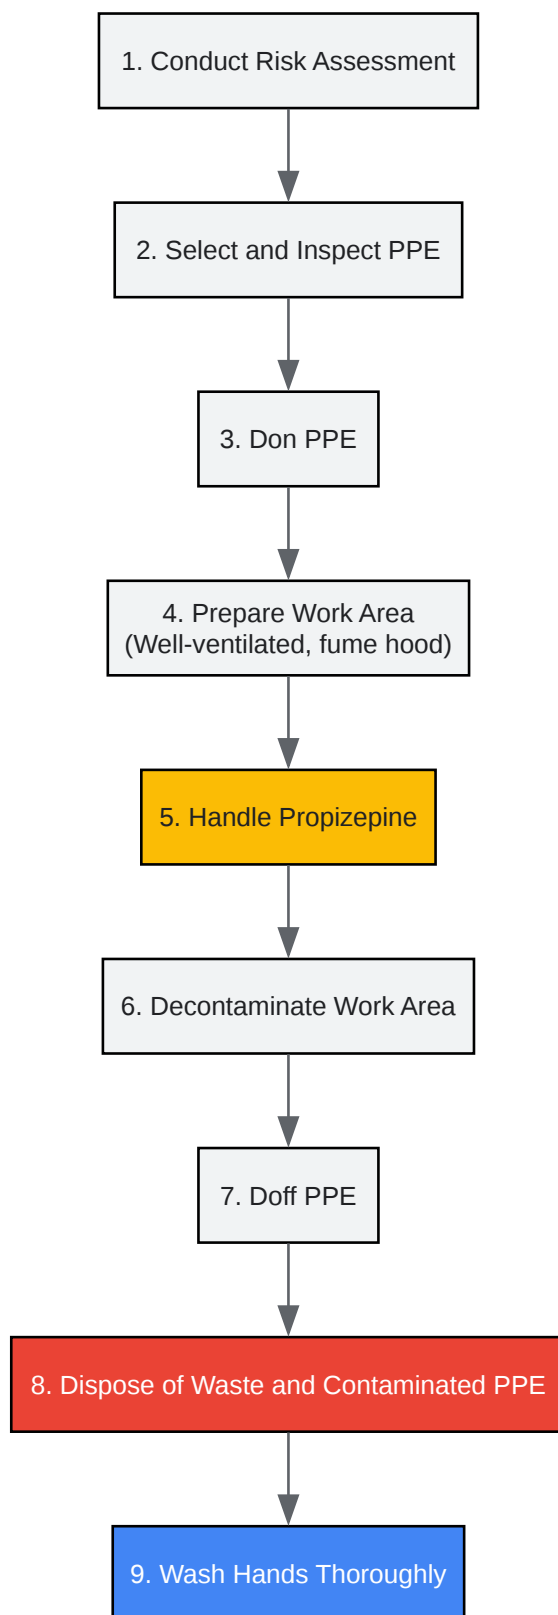 1. Conduct Risk Assessment
2. Select and Inspect PPE
3. Don PPE
4. Prepare Work Area
(Well-ventilated, fume hood)
5. Handle Propizepine
6. Decontaminate Work Area
7. Doff PPE
8. Dispose of Waste and Contaminated PPE
9. Wash Hands Thoroughly